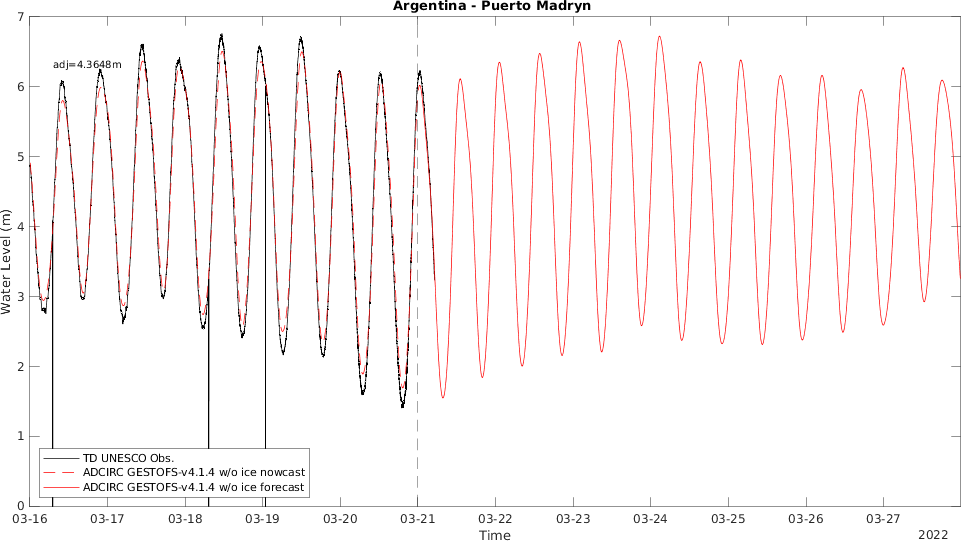 Argentina - Puerto Madryn
7
6
5
4
3
2
1
0
Water Level (m)
adj=4.3648m
TD UNESCO Obs.
ADCIRC GESTOFS-v4.1.4 w/o ice nowcast
ADCIRC GESTOFS-v4.1.4 w/o ice forecast
03-16 03-17 03-18 03-19 03-20 03-21 03-22 03-23 03-24 03-25 03-26 03-27
Time
2022